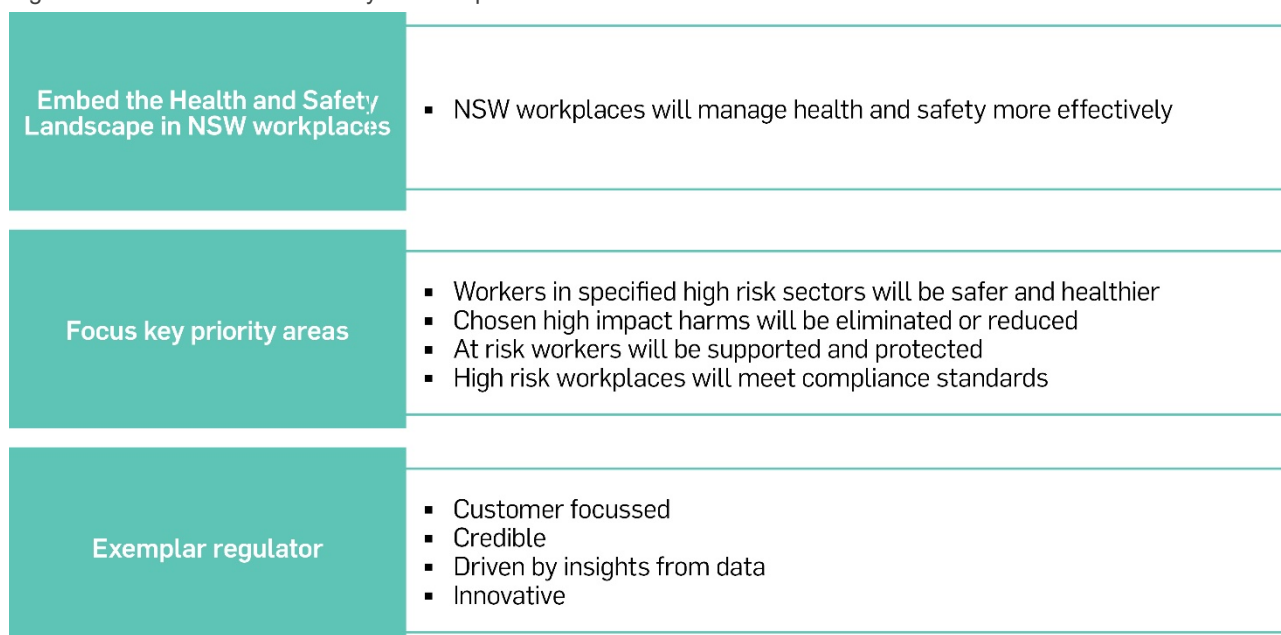 Embed the Health and Safety
Landscape in NSW workplaces
▪ NSW workplaces will manage health and safety more effectively
Focus key priority areas
▪ Workers in specified high risk sectors will be safer and healthier
▪ Chosen high impact harms will be eliminated or reduced
▪ At risk workers will be supported and protected
▪ High risk workplaces will meet compliance standards
Exemplar regulator
▪ Customer focussed
▪ Credible
▪ Driven by insights from data
▪ Innovative